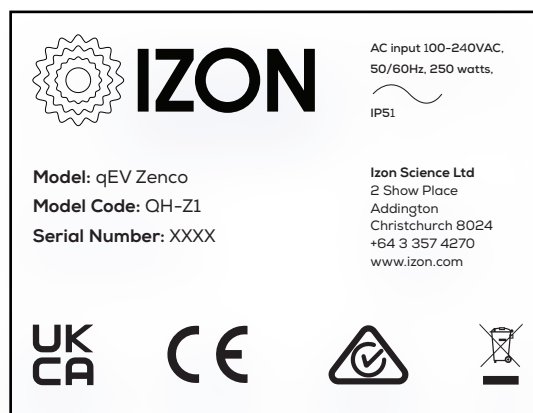 IZON
AC input 100-240VAC,
50/60Hz, 250 watts,
IP51
Model: qEV Zenco
Model Code: QH-Z1
Serial Number: XXXX
Izon Science Ltd
2 Show Place
Addington
Christchurch 8024
+64 3 357 4270
www.izon.com
UK
CA
CE